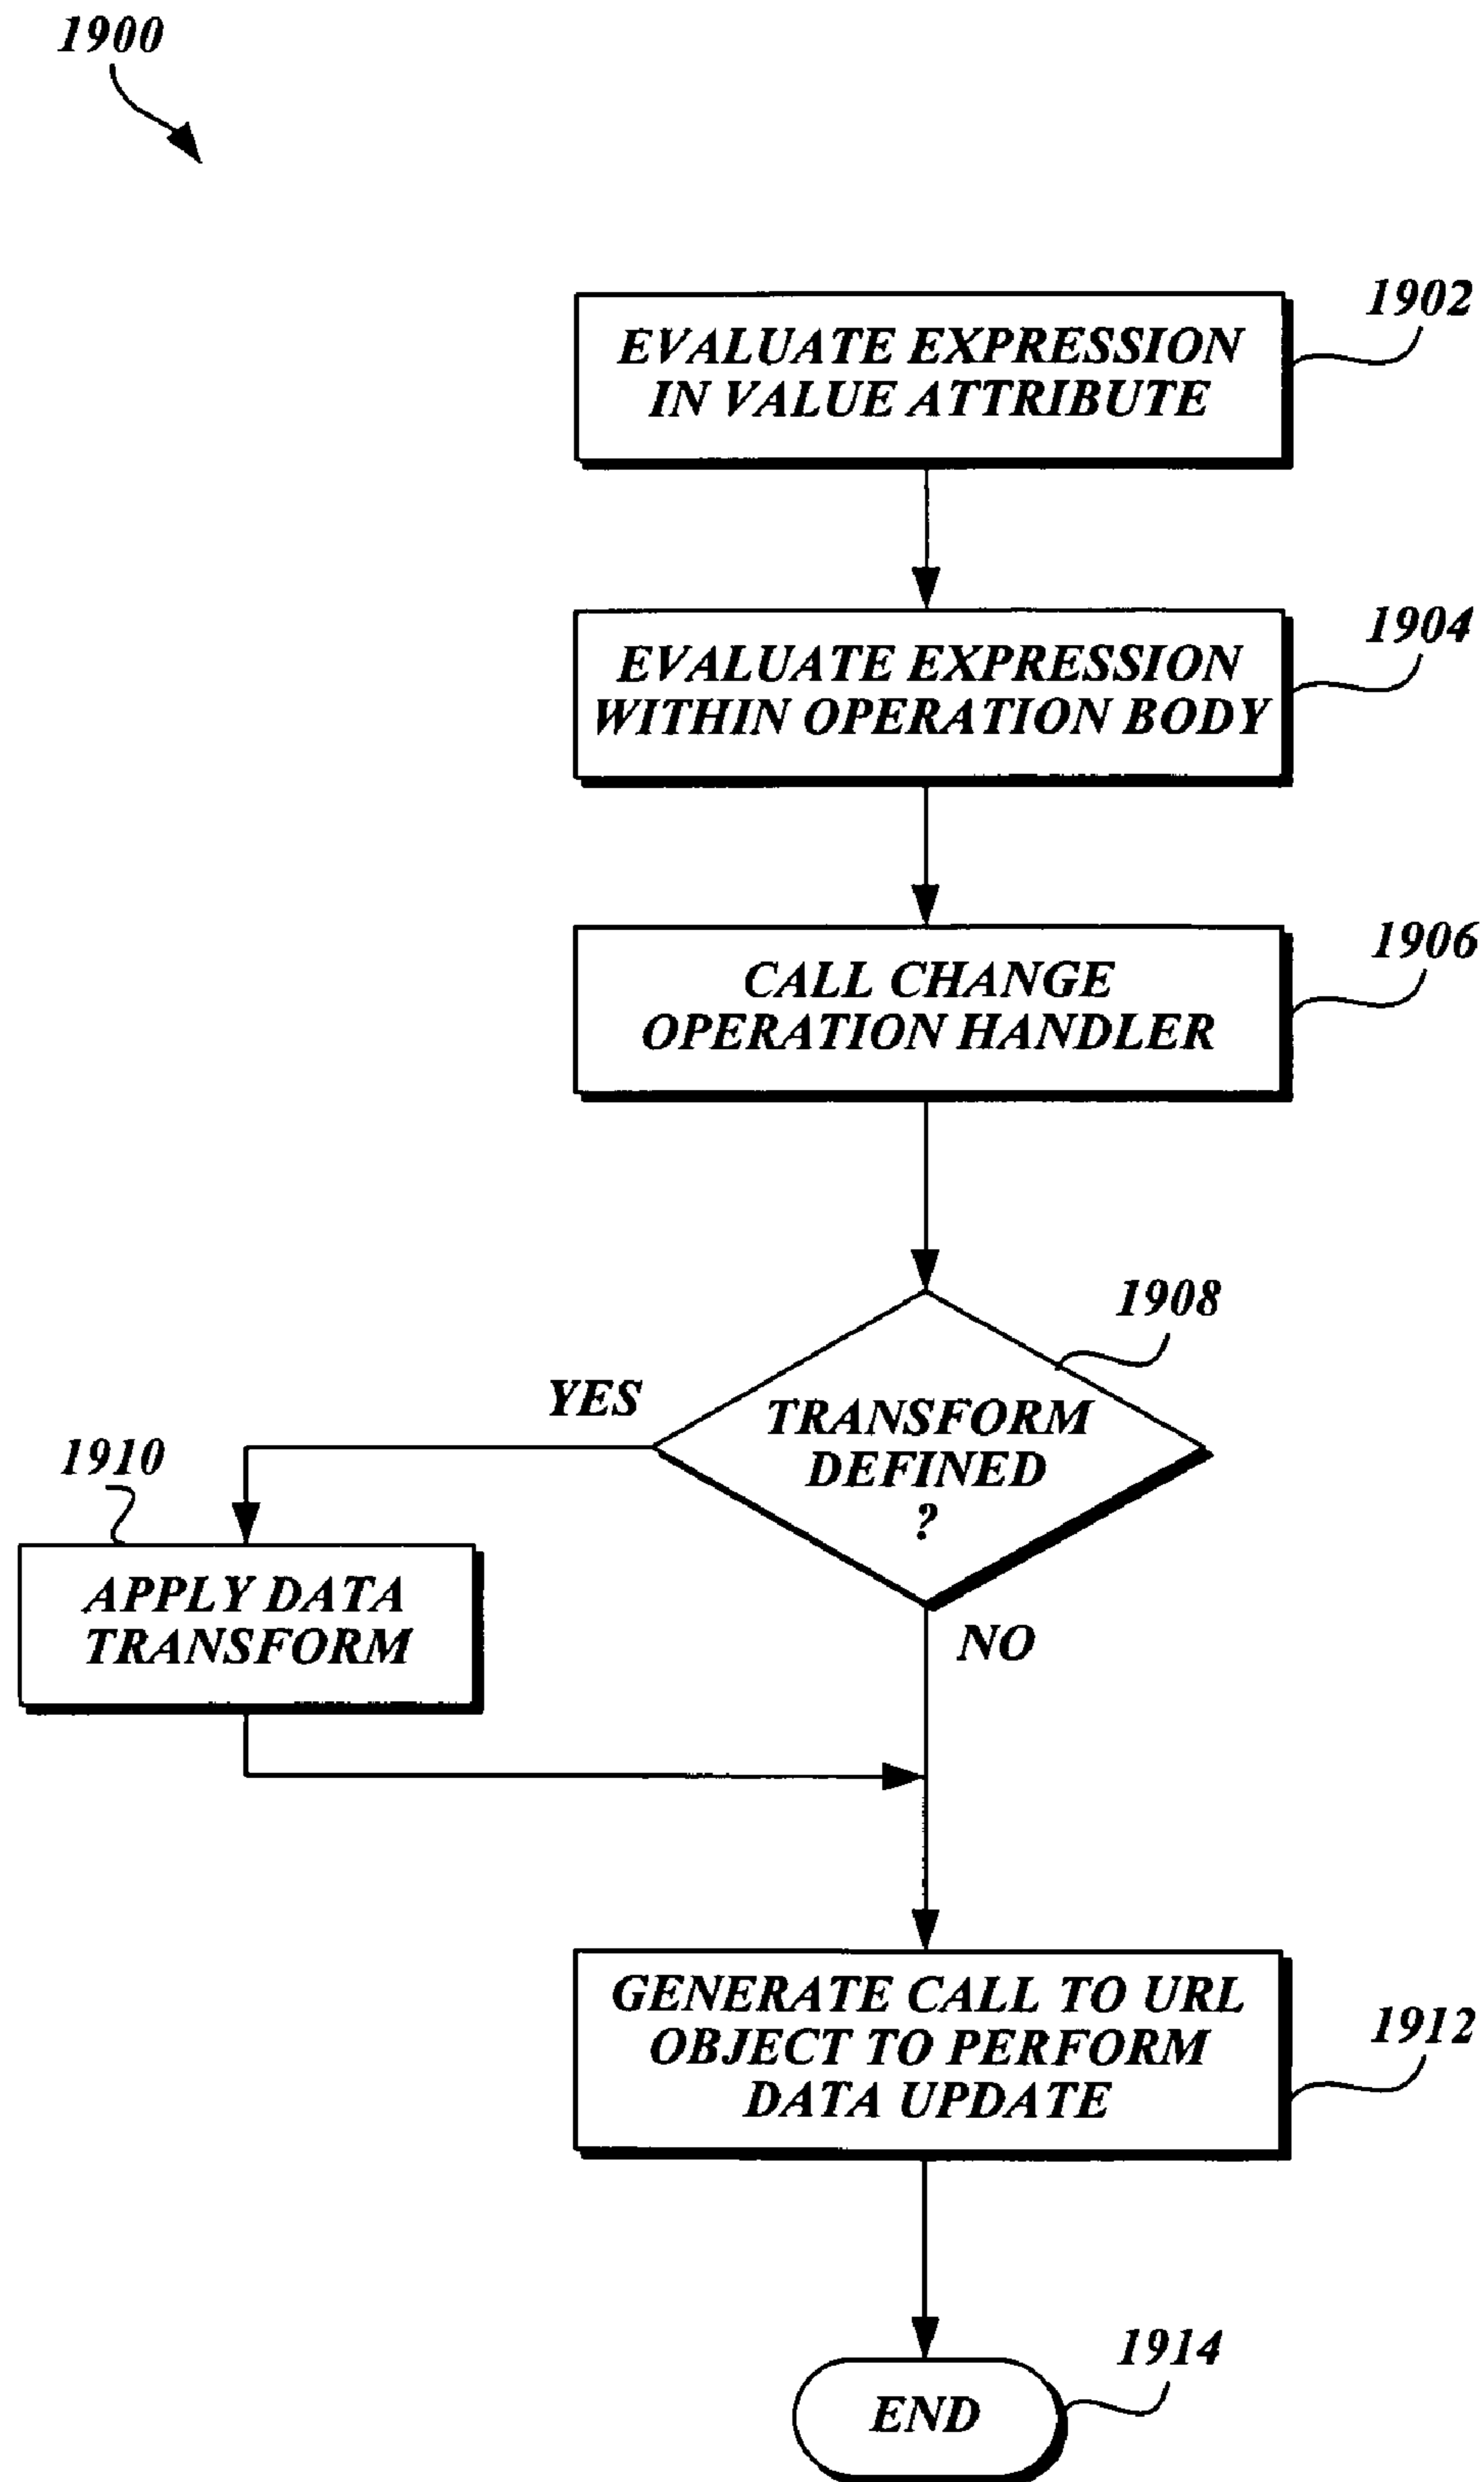 1900
1902
EVALUATE EXPRESSION
IN VALUE ATTRIBUTE
1904
EVALUATE EXPRESSION
WITHIN OPERATION BODY
1906
CALL CHANGE
OPERATION HANDLER
1908
TRANSFORM
DEFINED
?
YES
1910
APPLY DATA
TRANSFORM
NO
GENERATE CALL TO URL
OBJECT TO PERFORM
DATA UPDATE
1912
1914
END